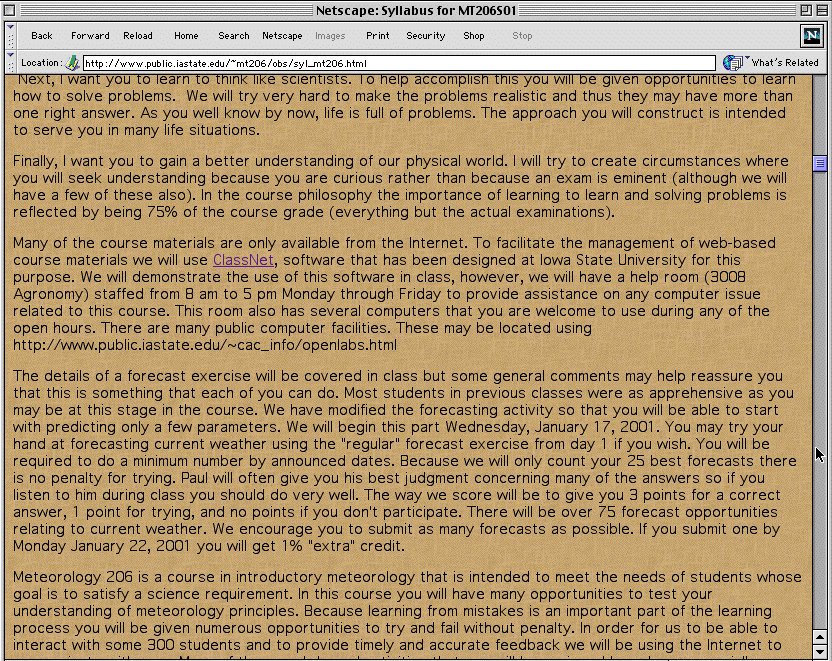 Netscape: Syllabus for MT206S01
Back Forward Reload Home Search Netscape Images Print Security Shop Stop
N
Location: http://www.public.iastate.edu/~mt206/obs/syl_mt206.html What's Related
Next, I want you to learn to think like scientists. To help accomplish this you will be given opportunities to learn
how to solve problems. We will try very hard to make the problems realistic and thus they may have more than
one right answer. As you well know by now, life is full of problems. The approach you will construct is intended
to serve you in many life situations.
Finally, I want you to gain a better understanding of our physical world. I will try to create circumstances where
you will seek understanding because you are curious rather than because an exam is eminent (although we will
have a few of these also). In the course philosophy the importance of learning to learn and solving problems is
reflected by being 75% of the course grade (everything but the actual examinations).
Many of the course materials are only available from the Internet. To facilitate the management of web-based
course materials we will use ClassNet, software that has been designed at Iowa State University for this
purpose. We will demonstrate the use of this software in class, however, we will have a help room (3008
Agronomy) staffed from 8 am to 5 pm Monday through Friday to provide assistance on any computer issue
related to this course. This room also has several computers that you are welcome to use during any of the
open hours. There are many public computer facilities. These may be located using
http://www.public.iastate.edu/~cac_info/openlabs.html
The details of a forecast exercise will be covered in class but some general comments may help reassure you
that this is something that each of you can do. Most students in previous classes were as apprehensive as you
may be at this stage in the course. We have modified the forecasting activity so that you will be able to start
with predicting only a few parameters. We will begin this part Wednesday, January 17, 2001. You may try your
hand at forecasting current weather using the "regular" forecast exercise from day 1 if you wish. You will be
required to do a minimum number by announced dates. Because we will only count your 25 best forecasts there
is no penalty for trying. Paul will often give you his best judgment concerning many of the answers so if you
listen to him during class you should do very well. The way we score will be to give you 3 points for a correct
answer, 1 point for trying, and no points if you don't participate. There will be over 75 forecast opportunities
relating to current weather. We encourage you to submit as many forecasts as possible. If you submit one by
Monday January 22, 2001 you will get 1% "extra" credit.
Meteorology 206 is a course in introductory meteorology that is intended to meet the needs of students whose
goal is to satisfy a science requirement. In this course you will have many opportunities to test your
understanding of meteorology principles. Because learning from mistakes is an important part of the learning
process you will be given numerous opportunities to try and fail without penalty. In order for us to be able to
interact with some 300 students and to provide timely and accurate feedback we will be using the Internet to